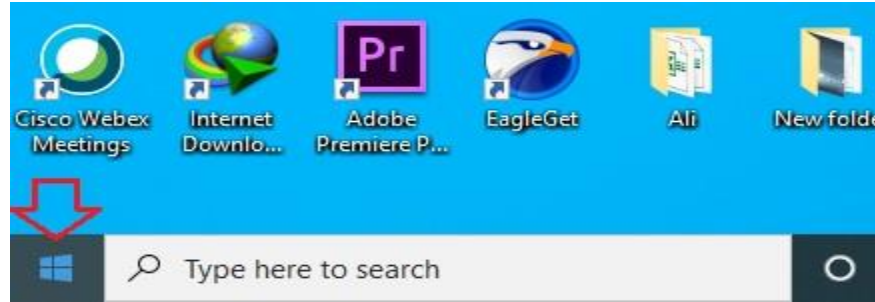 Pr
Cisco Webex
Meetings
Internet
Downlo...
Adobe
Premiere P...
EagleGet
Ali
New folde
Type here to search